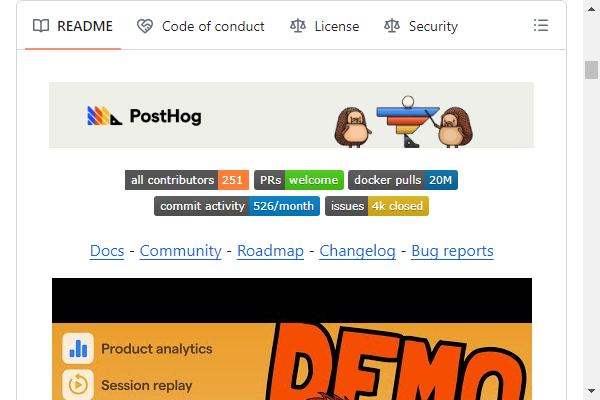 README Code of conduct License Security
PostHog
all contributors 251 PRs welcome docker pulls 20M
commit activity 526/month issues 4k closed
Docs - Community - Roadmap - Changelog - Bug reports
Product analytics
DEMO
Session replay